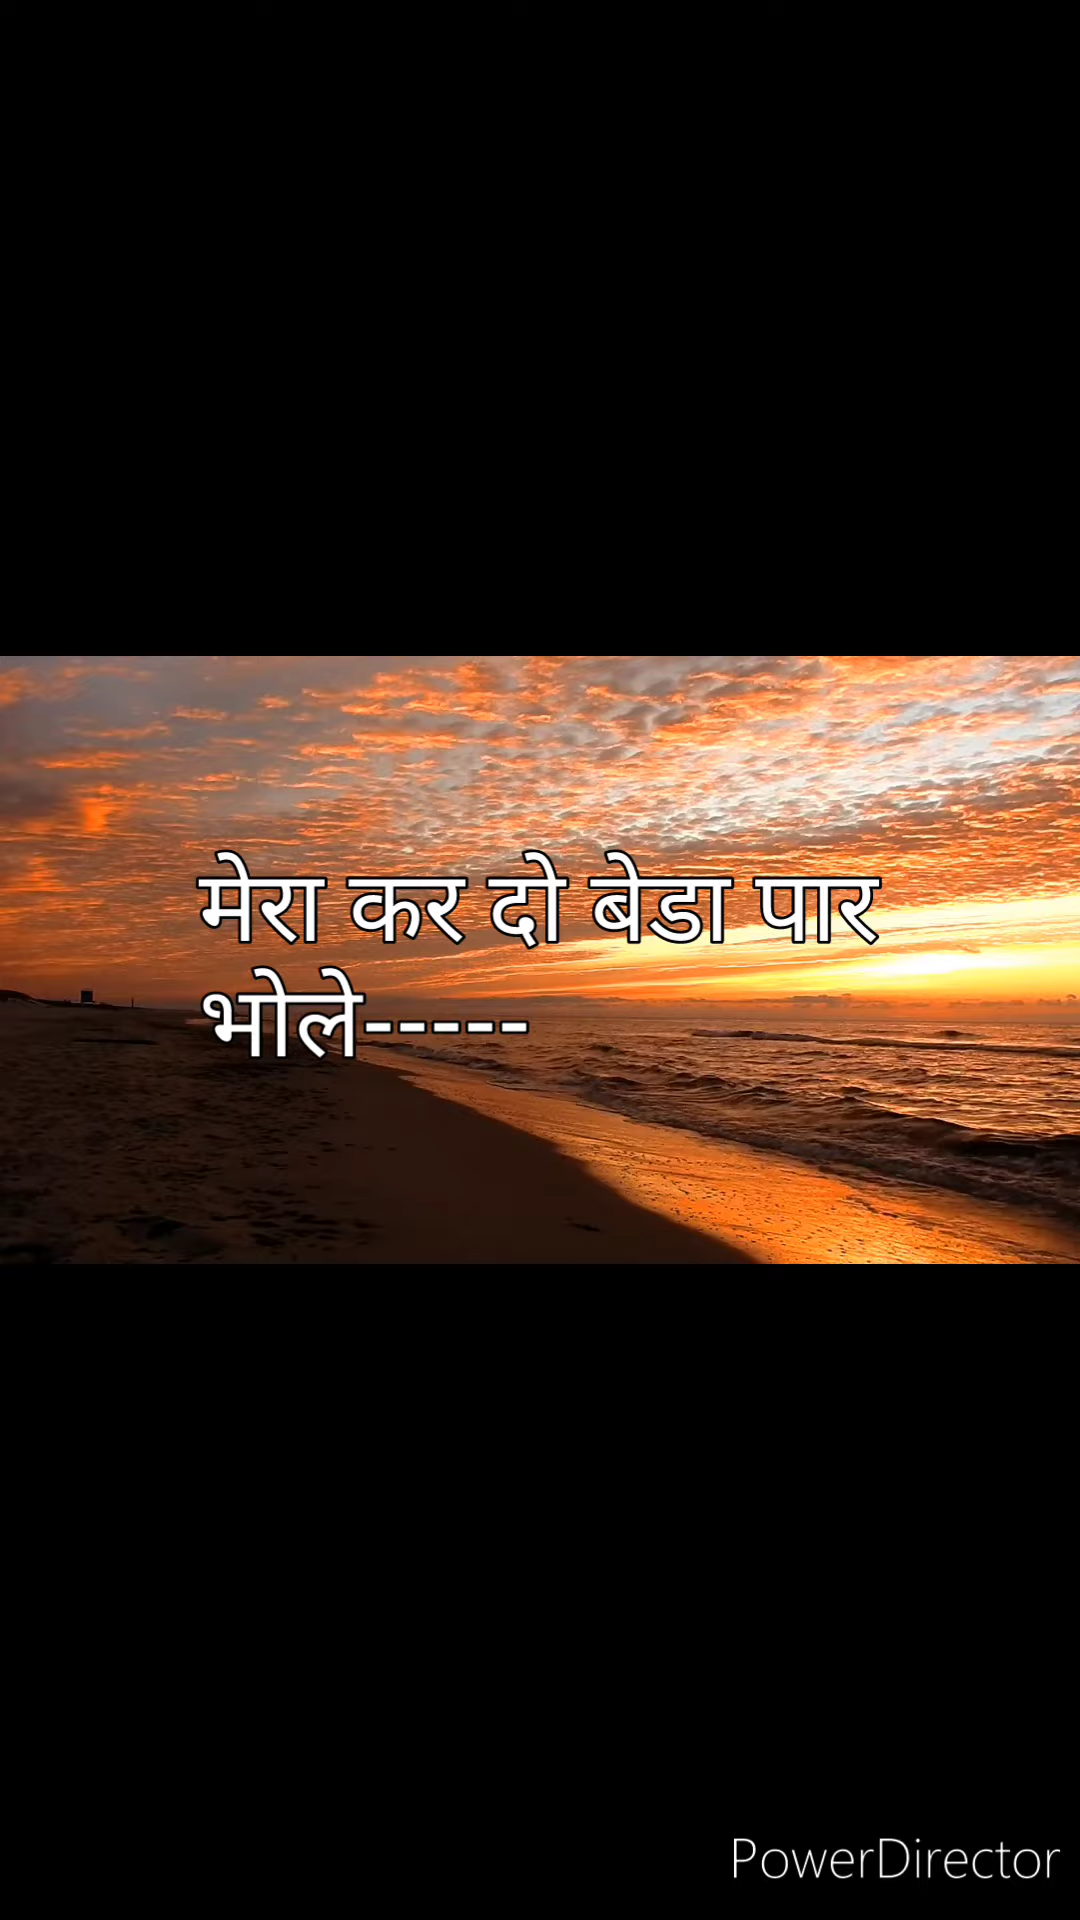 मेरा कर दो बेडा पार
भोले-----
PowerDirector